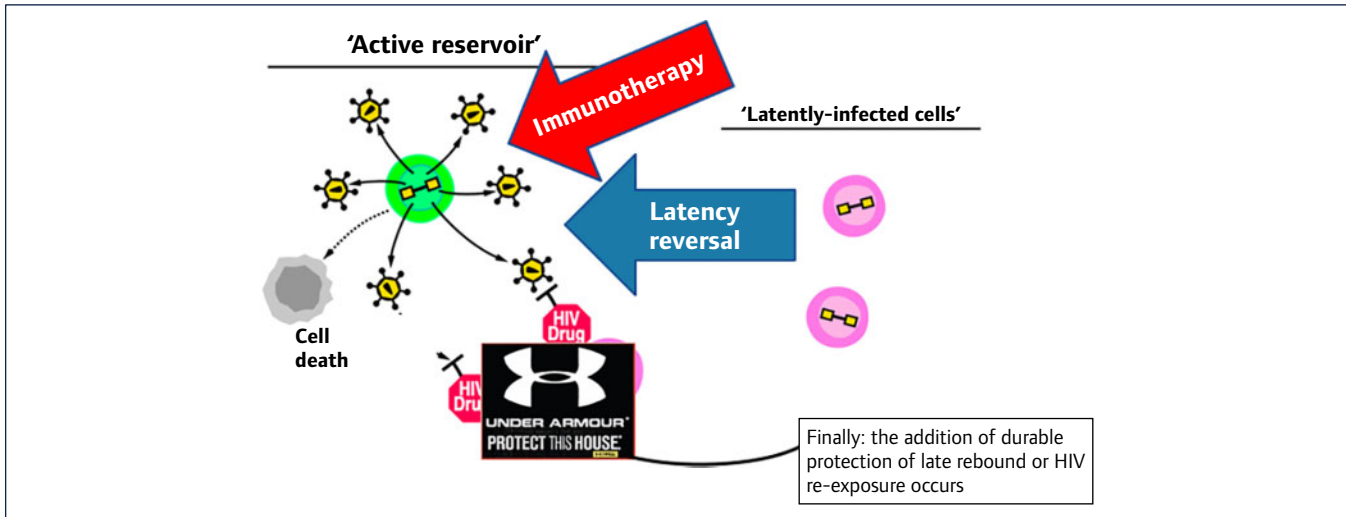 'Active reservoir'
Immunotherapy
'Latently-infected cells'
Latency
reversal
Cell
death
HIV
Drug
HIV
Dru
UNDER ARMOUR
PROTECT THIS HOUSE
Finally: the addition of durable
protection of late rebound or HIV
re-exposure occurs